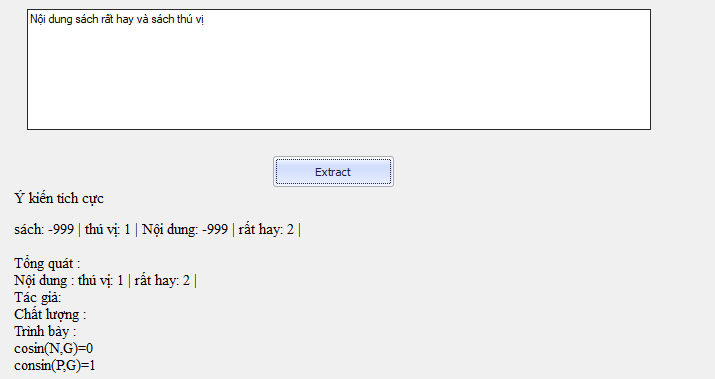 Nội dung sách rất hay và sách thú vị
Extract
Ý kiến tích cực
sách: -999 | thú vị: 1 | Nội dung: -999 | rất hay: 2 |
Tổng quát :
Nội dung : thú vị: 1 | rất hay: 2 |
Tác giả:
Chất lượng :
Trình bày :
cosin(N,G)=0
consin(P,G)=1